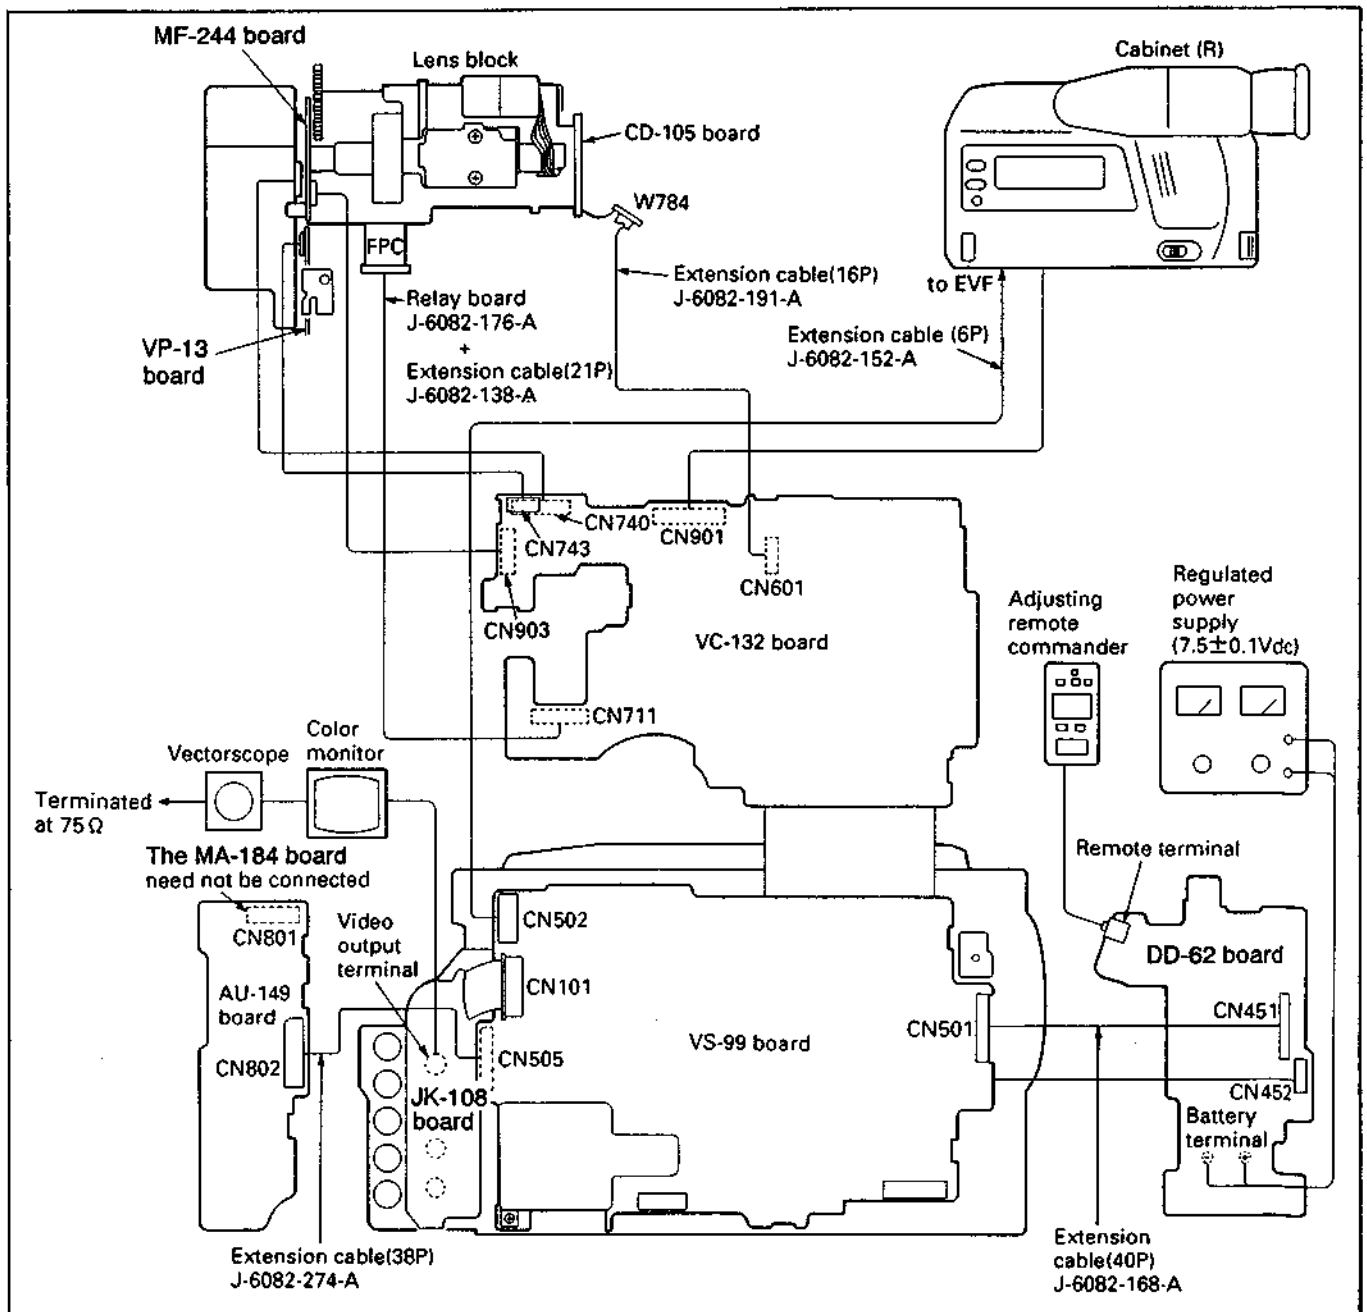 MF-244 board
Lens block
Cabinet (R)
CD-105 board
W784
FPC
to EVF
Extension cable(16P)
J-6082-191-A
Relay board
J-6082-176-A
+
Extension cable(21P)
J-6082-138-A
Extension cable (6P)
J-6082-152-A
VP-13
board
CN740
CN743
CN901
CN601
CN903
VC-132 board
CN711
Adjusting
remote
commander
Regulated
power
supply
(7.5±0.1Vdc)
Vectorscope
Color
monitor
Terminated
at 75Ω
The MA-184 board
need not be connected
Remote terminal
CN801
Video
output
terminal
CN502
CN101
DD-62 board
AU-149
board
CN802
CN505
VS-99 board
CN501
CN451
CN452
JK-108
board
Battery
terminal
Extension cable(38P)
J-6082-274-A
Extension
cable(40P)
J-6082-168-A